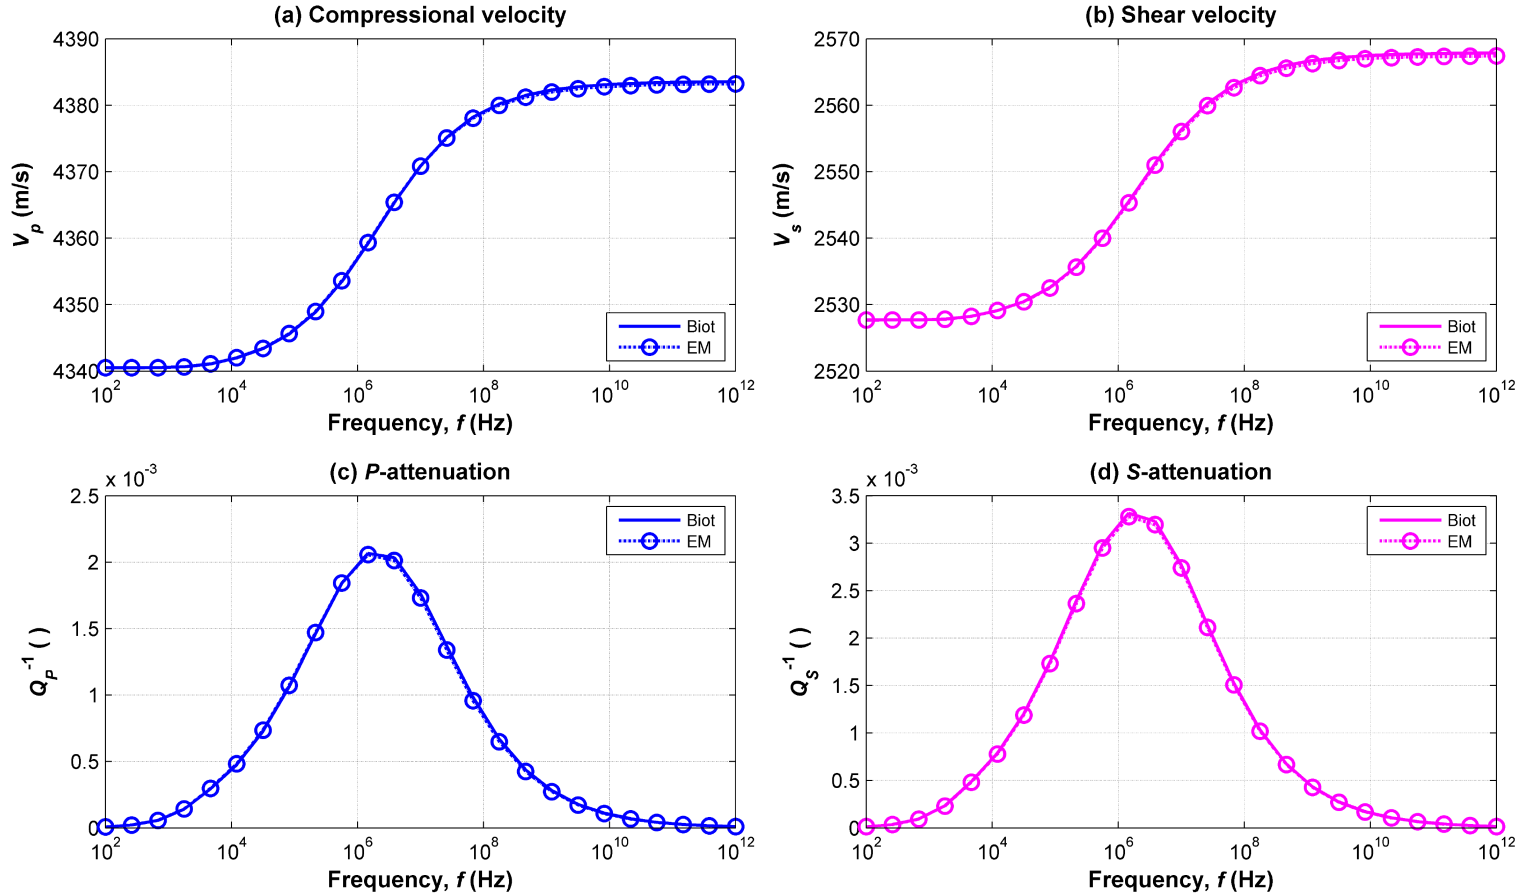 (a) Compressional velocity
4390
4380
4370
4360
4350
4340
V_p (m/s)
Biot
EM
10^2 10^4 10^6 10^8 10^10 10^12
Frequency, f (Hz)
(b) Shear velocity
2570
2560
2550
2540
2530
2520
V_s (m/s)
Biot
EM
10^2 10^4 10^6 10^8 10^10 10^12
Frequency, f (Hz)
(c) P-attenuation
x 10^-3
2.5
2
1.5
1
0.5
0
Q_P^-1 ( )
Biot
EM
10^2 10^4 10^6 10^8 10^10 10^12
Frequency, f (Hz)
(d) S-attenuation
x 10^-3
3.5
3
2.5
2
1.5
1
0.5
0
Q_S^-1 ( )
Biot
EM
10^2 10^4 10^6 10^8 10^10 10^12
Frequency, f (Hz)